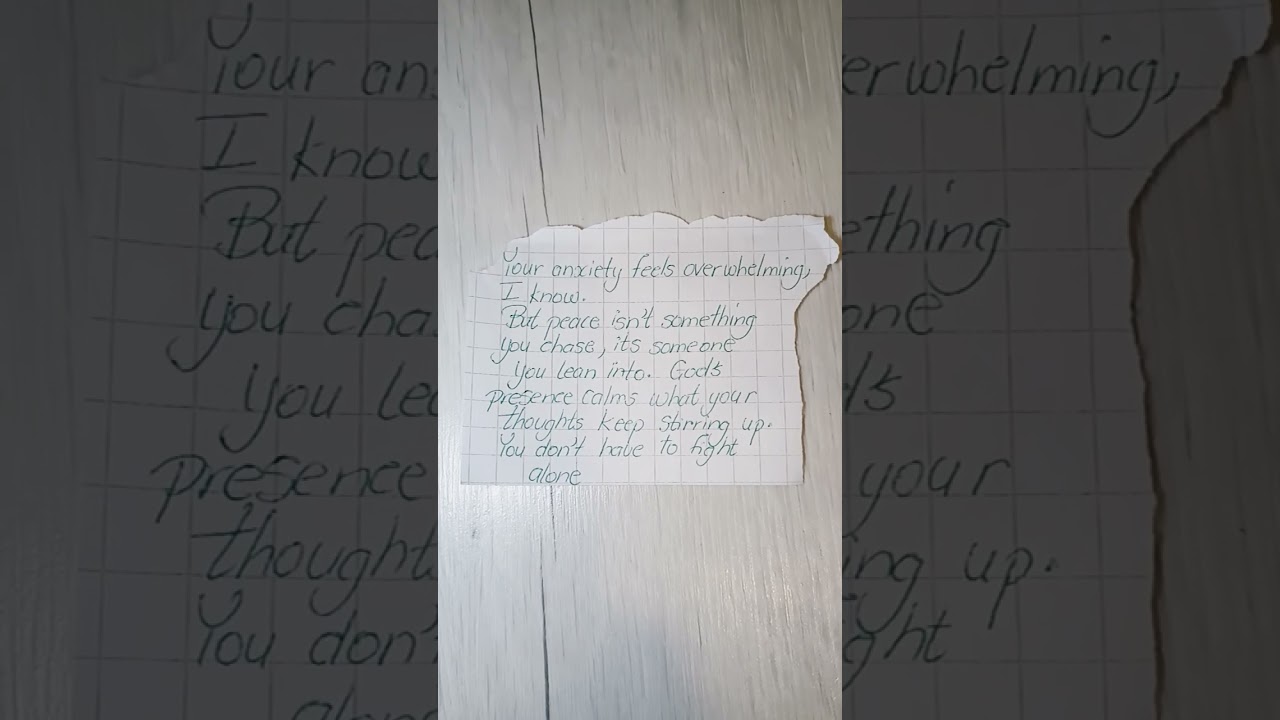 Your anxiety feels overwhelming,
I know.
But peace isn't something
you chase, its someone
you lean into. God's
presence calms what your
thoughts keep stirring up.
You don't have to fight
alone